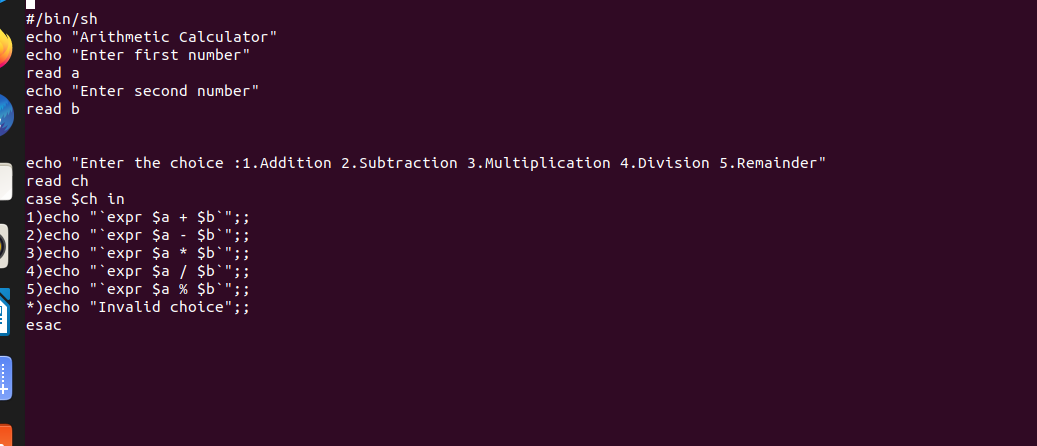 #/bin/sh
echo "Arithmetic Calculator"
echo "Enter first number"
read a
echo "Enter second number"
read b
echo "Enter the choice :1.Addition 2.Subtraction 3.Multiplication 4.Division 5.Remainder"
read ch
case $ch in
1)echo "`expr $a + $b`";;
2)echo "`expr $a - $b`";;
3)echo "`expr $a * $b`";;
4)echo "`expr $a / $b`";;
5)echo "`expr $a % $b`";;
*)echo "Invalid choice";;
esac